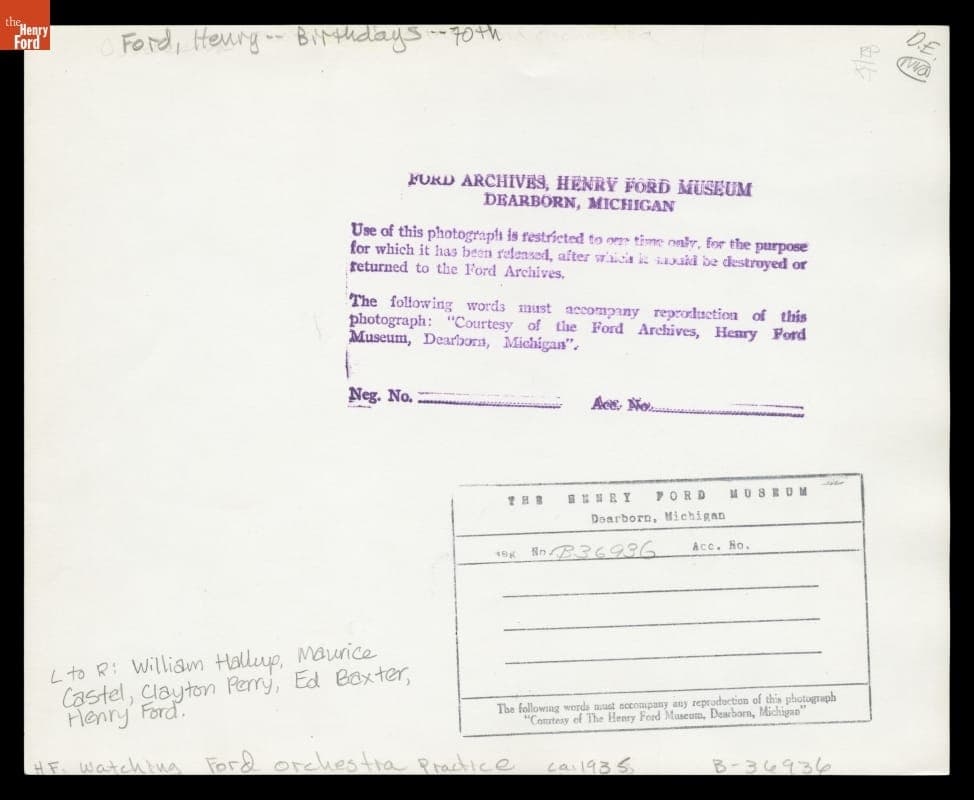 the
Henry
Ford
Ford, Henry -- Birthdays -- 70th
D.E.
FORD ARCHIVES, HENRY FORD MUSEUM
DEARBORN, MICHIGAN
Use of this photograph is restricted to one time only, for the purpose
for which it has been released, after which it should be destroyed or
returned to the Ford Archives.
The following words must accompany reproduction of this
photograph: "Courtesy of the Ford Archives, Henry Ford
Museum, Dearborn, Michigan".
Neg. No. Acc. No.
THE HENRY FORD MUSEUM
Dearborn, Michigan
No. B36936 Acc. No.
The following words must accompany any reproduction of this photograph
"Courtesy of The Henry Ford Museum, Dearborn, Michigan"
L to R: William Hallup, Maurice
Castel, Clayton Perry, Ed Baxter,
Henry Ford.
H.F. watching Ford orchestra practice ca. 1935 B-36936